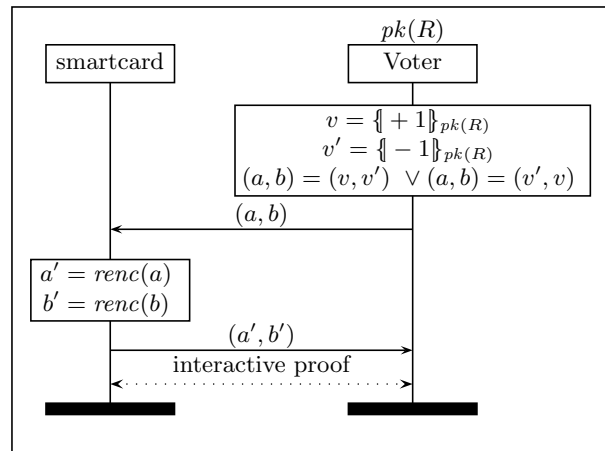 pk(R)
smartcard
Voter
v = {| + 1|}pk(R)
v′ = {| − 1|}pk(R)
(a, b) = (v, v′) ∨ (a, b) = (v′, v)
(a, b)
a′ = renc(a)
b′ = renc(b)
(a′, b′)
interactive proof